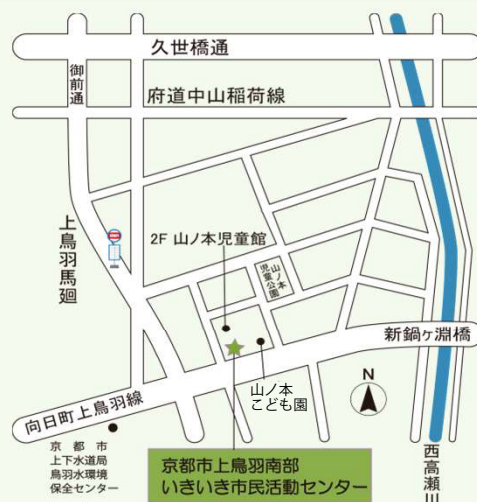 久世橋通
御前通
府道中山稲荷線
上鳥羽馬廻
2F 山ノ本児童館
山ノ本
児童公園
新鍋ヶ淵橋
山ノ本
こども園
N
向日町上鳥羽線
京都市
上下水道局
鳥羽水環境
保全センター
京都市上鳥羽南部
いきいき市民活動センター
西高瀬川